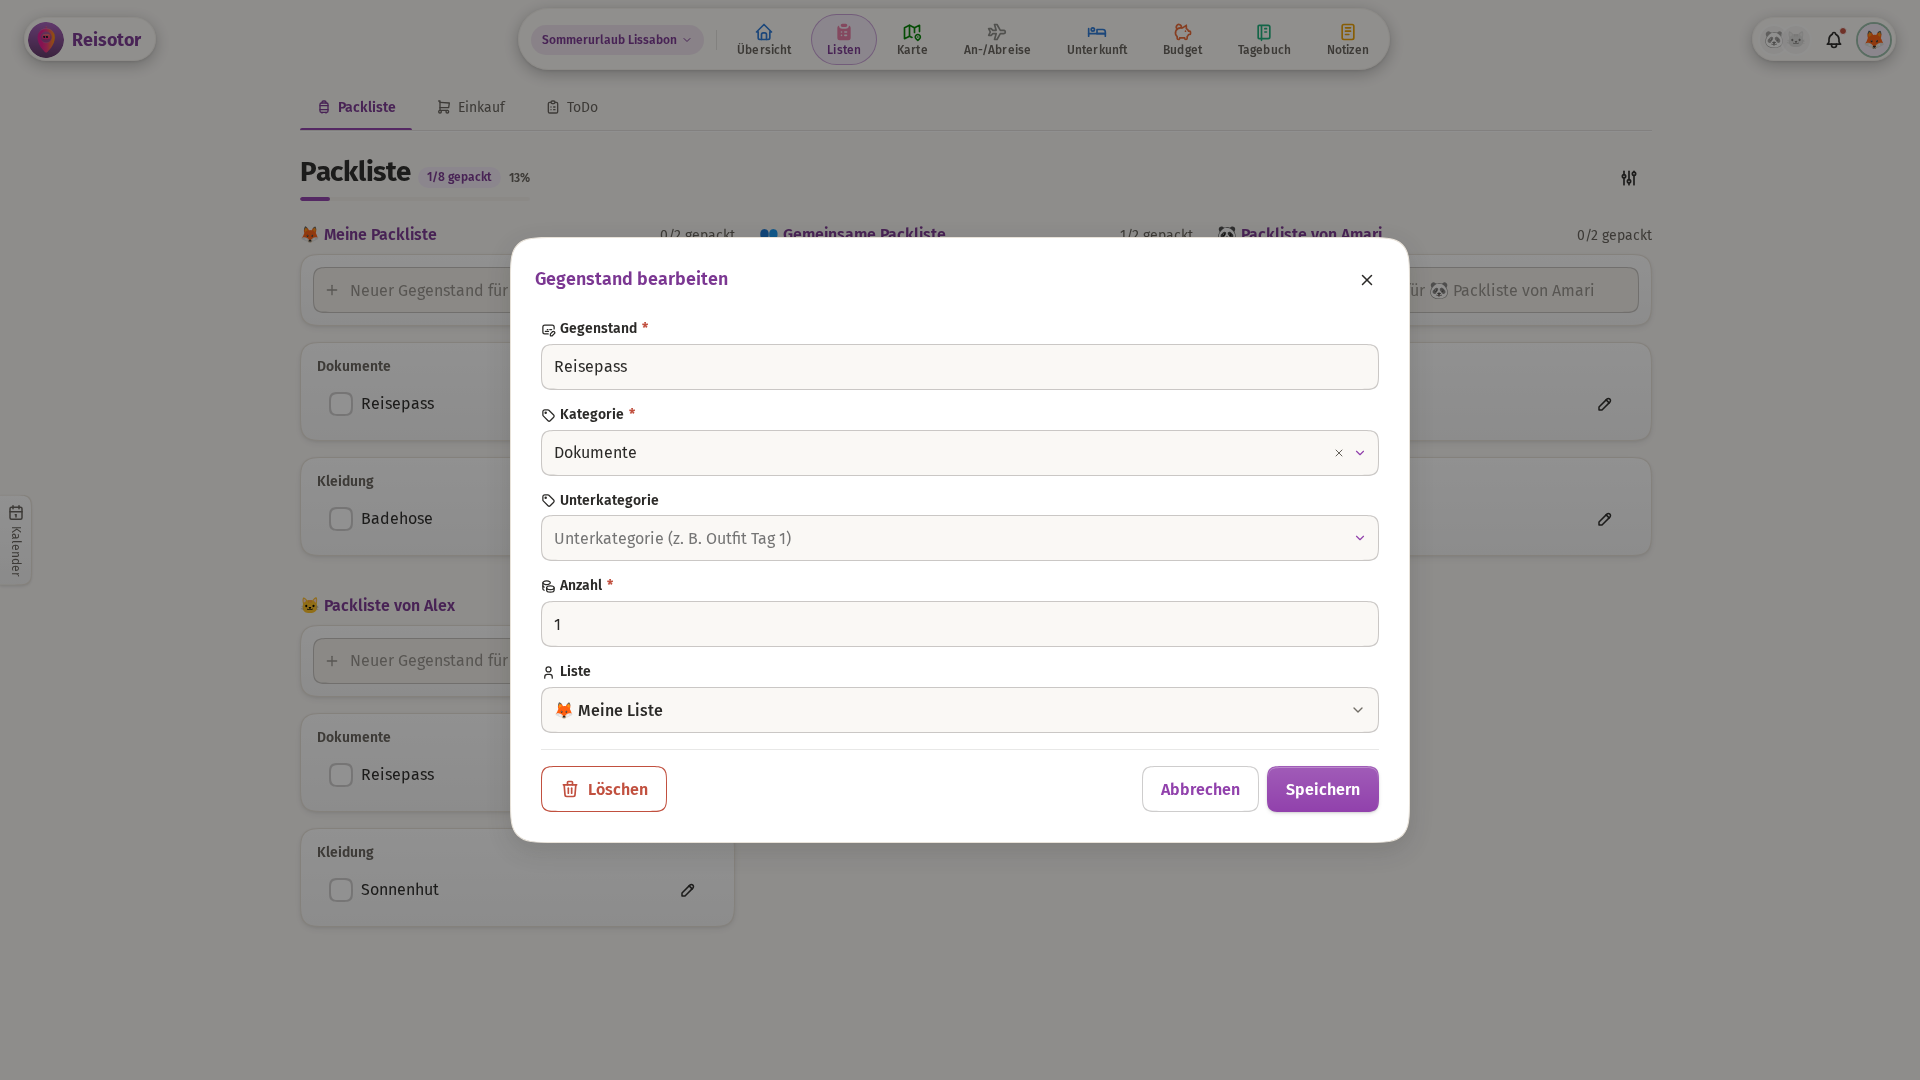 Reisotor
Sommerurlaub Lissabon
Übersicht
Listen
Karte
An-/Abreise
Unterkunft
Budget
Tagebuch
Notizen
Packliste
Einkauf
ToDo
Packliste 1/8 gepackt 13%
Meine Packliste 0/2 gepackt
Gemeinsame Packliste 1/2 gepackt
Packliste von Amari 0/2 gepackt
Neuer Gegenstand für
für 🐼 Packliste von Amari
Dokumente
Reisepass
Kleidung
Badehose
Kalender
Packliste von Alex
Neuer Gegenstand für
Dokumente
Reisepass
Kleidung
Sonnenhut
Gegenstand bearbeiten
Gegenstand *
Reisepass
Kategorie *
Dokumente
Unterkategorie
Unterkategorie (z. B. Outfit Tag 1)
Anzahl *
1
Liste
🦊 Meine Liste
Löschen
Abbrechen
Speichern